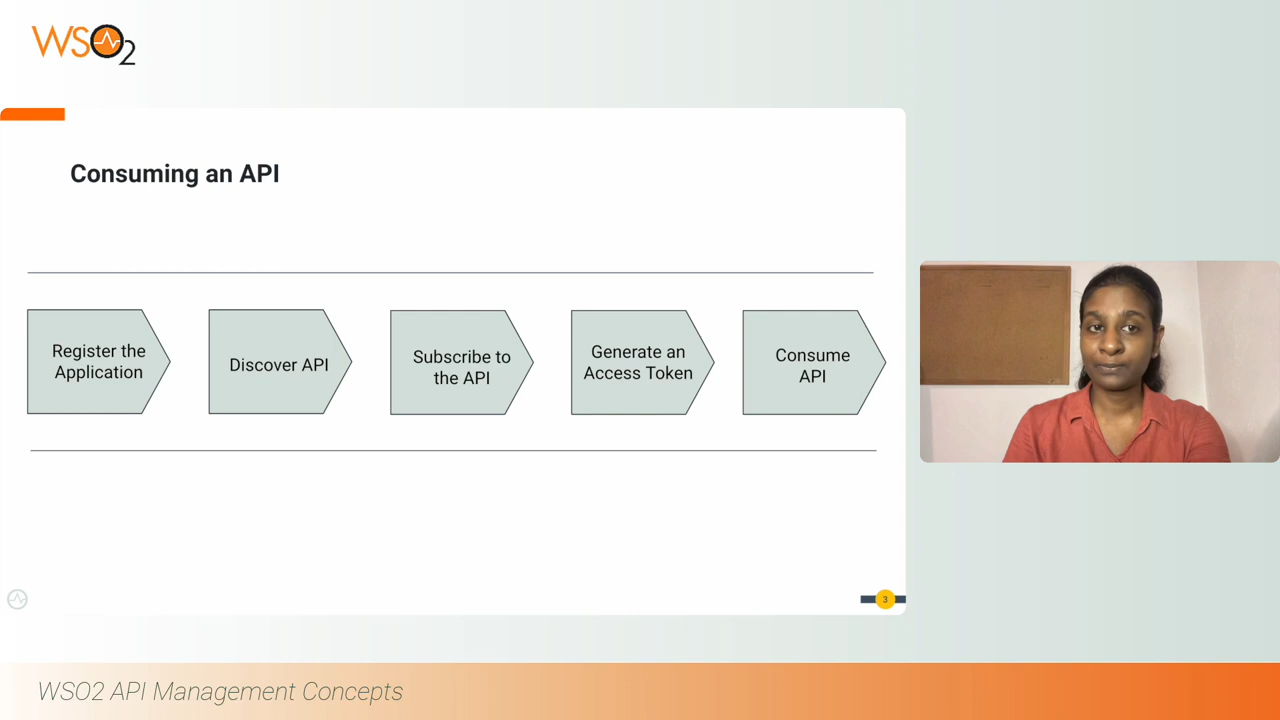 WSO2
Consuming an API
Register the
Application
Discover API
Subscribe to
the API
Generate an
Access Token
Consume
API
3
WSO2 API Management Concepts